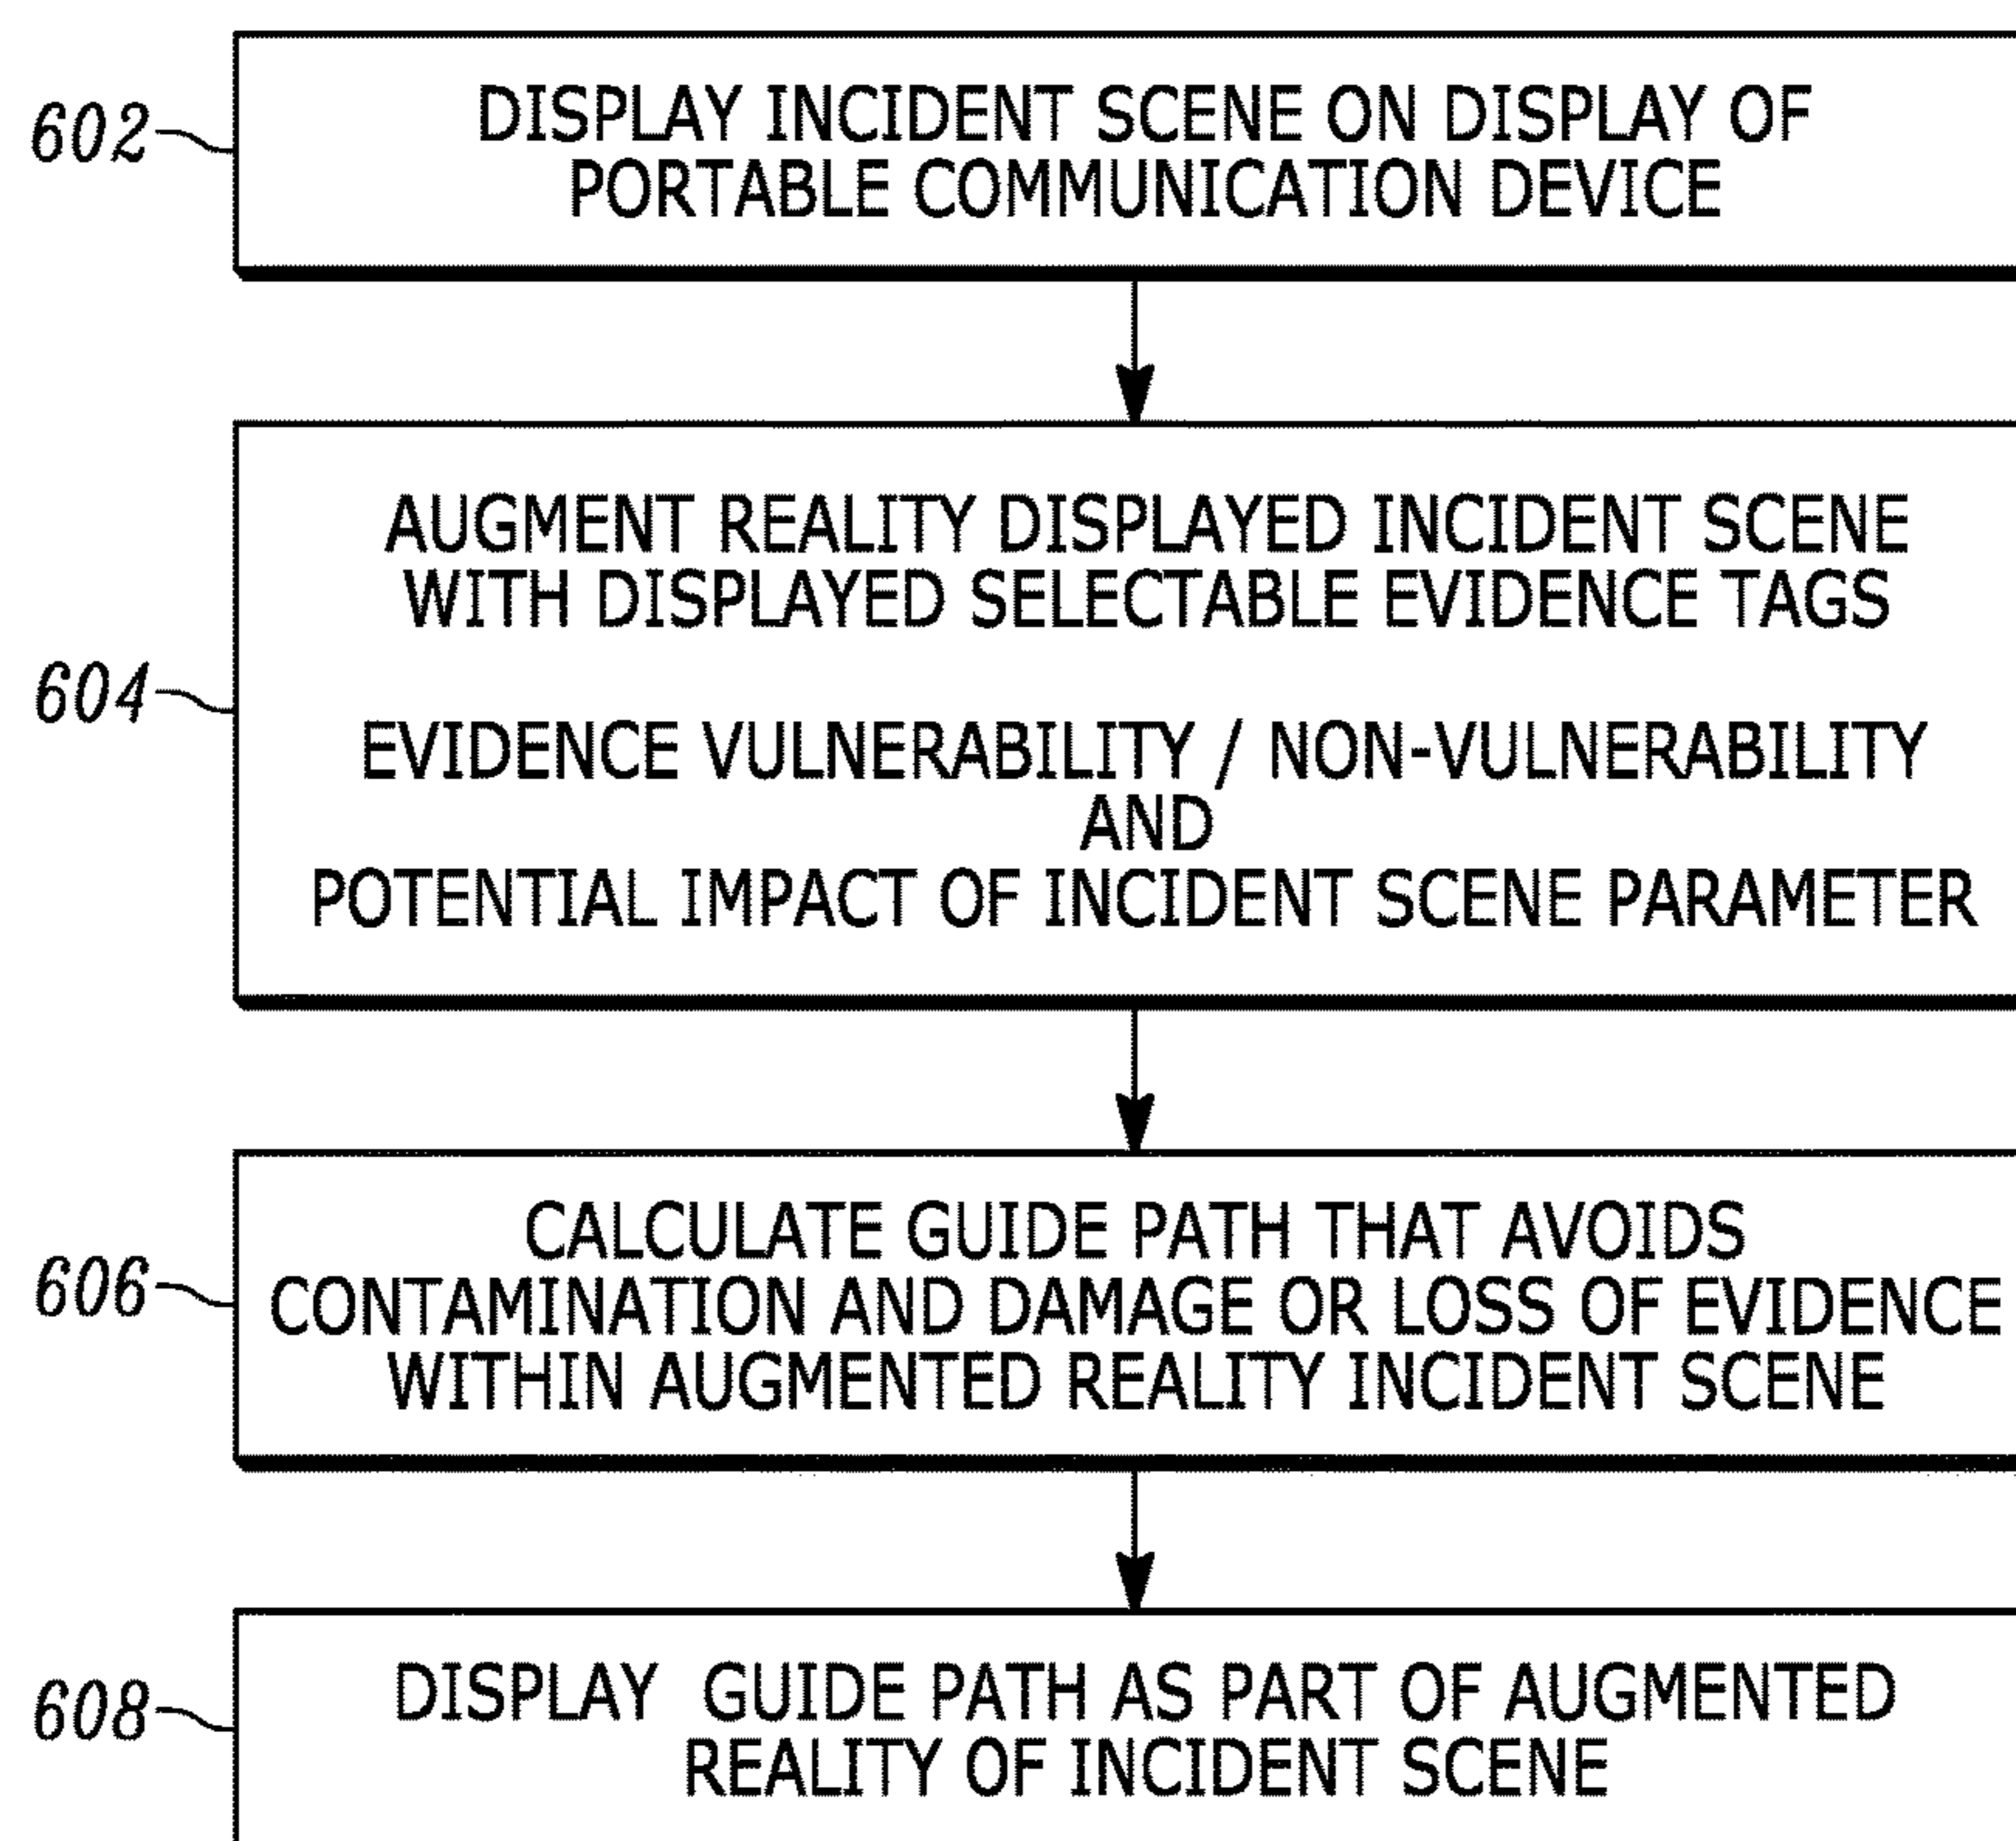 602
DISPLAY INCIDENT SCENE ON DISPLAY OF
PORTABLE COMMUNICATION DEVICE
AUGMENT REALITY DISPLAYED INCIDENT SCENE
WITH DISPLAYED SELECTABLE EVIDENCE TAGS
604
EVIDENCE VULNERABILITY / NON-VULNERABILITY
AND
POTENTIAL IMPACT OF INCIDENT SCENE PARAMETER
CALCULATE GUIDE PATH THAT AVOIDS
606
CONTAMINATION AND DAMAGE OR LOSS OF EVIDENCE
WITHIN AUGMENTED REALITY INCIDENT SCENE
608
DISPLAY GUIDE PATH AS PART OF AUGMENTED
REALITY OF INCIDENT SCENE